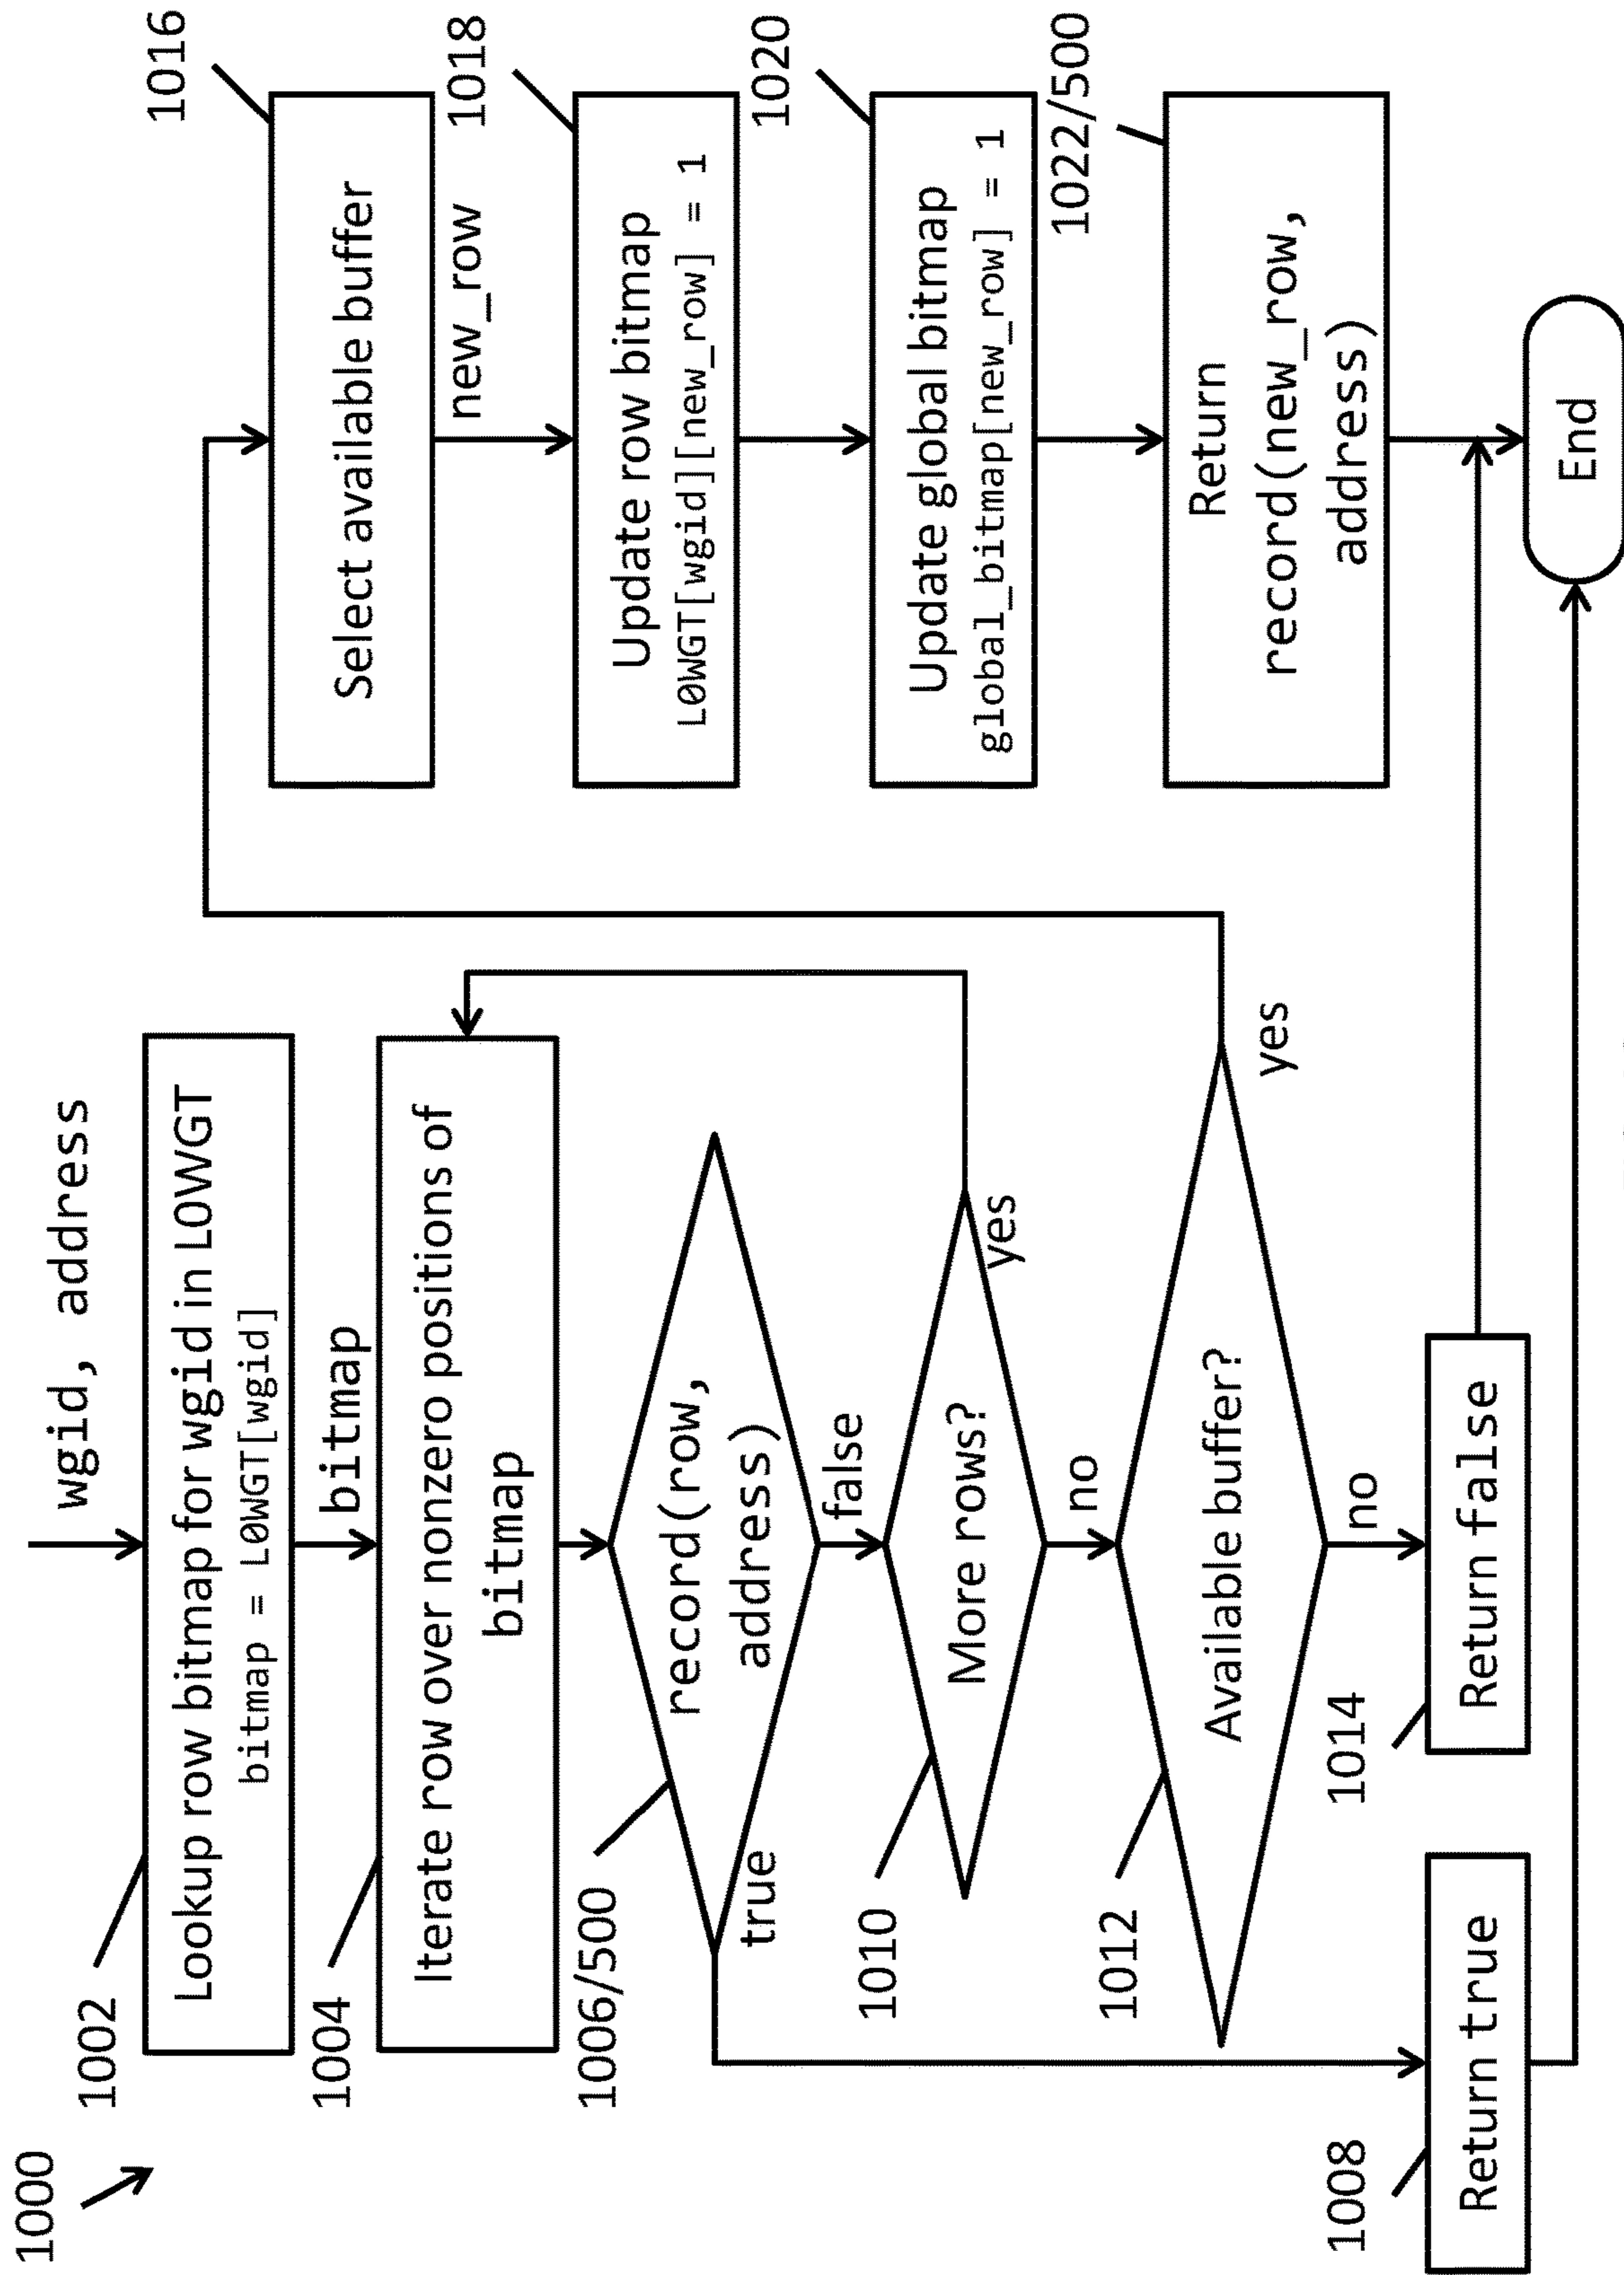 1000
wgid, address
1002
Lookup row bitmap for wgid in L0WGT
bitmap = L0WGT[wgid]
bitmap
1004
Iterate row over nonzero positions of
bitmap
1006/500
record(row,
address)
true
false
1010
More rows?
yes
no
1012
Available buffer?
yes
no
1008
Return true
1014
Return false
1016
Select available buffer
new_row
1018
Update row bitmap
L0WGT[wgid][new_row] = 1
1020
Update global bitmap
global_bitmap[new_row] = 1
1022/500
Return
record(new_row,
address)
End